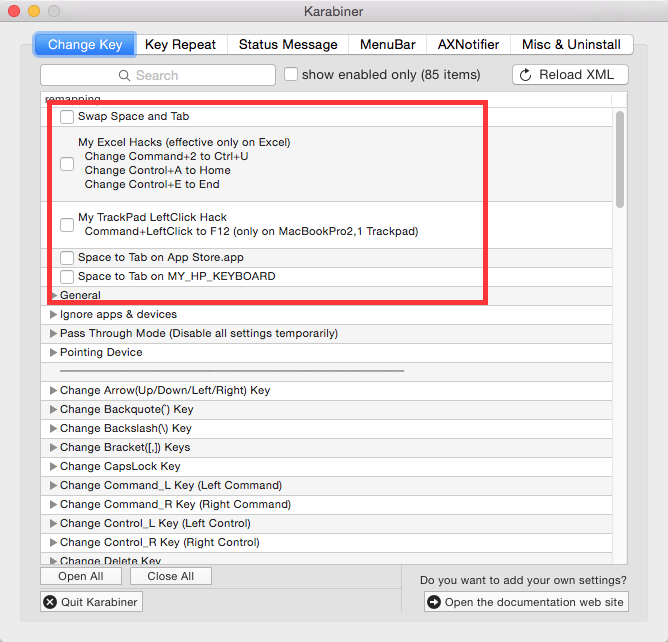 Karabiner
Change Key
Key Repeat
Status Message
MenuBar
AXNotifier
Misc & Uninstall
Search
show enabled only (85 items)
Reload XML
remapping
Swap Space and Tab
My Excel Hacks (effective only on Excel)
Change Command+2 to Ctrl+U
Change Control+A to Home
Change Control+E to End
My TrackPad LeftClick Hack
Command+LeftClick to F12 (only on MacBookPro2,1 Trackpad)
Space to Tab on App Store.app
Space to Tab on MY_HP_KEYBOARD
General
Ignore apps & devices
Pass Through Mode (Disable all settings temporarily)
Pointing Device
Change Arrow(Up/Down/Left/Right) Key
Change Backquote(`) Key
Change Backslash(\) Key
Change Bracket([,]) Keys
Change CapsLock Key
Change Command_L Key (Left Command)
Change Command_R Key (Right Command)
Change Control_L Key (Left Control)
Change Control_R Key (Right Control)
Change Delete Key
Open All
Close All
Do you want to add your own settings?
Quit Karabiner
Open the documentation web site